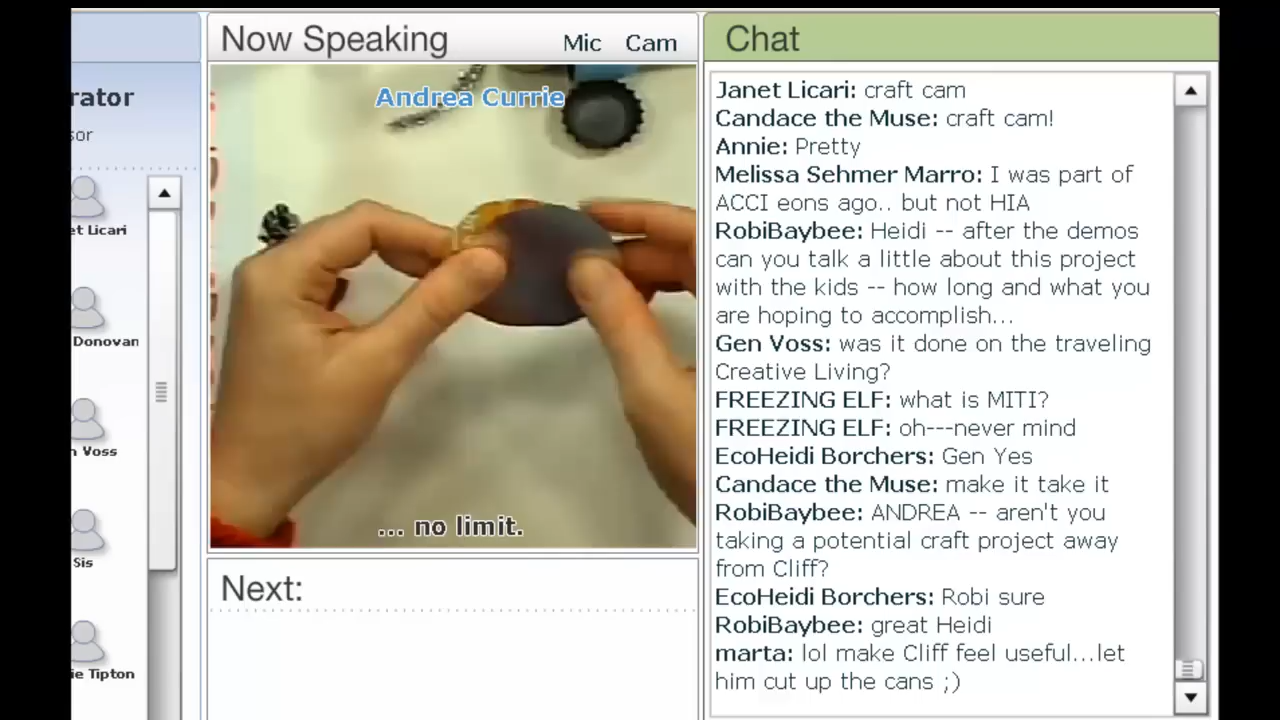 rator
sor
et Licari
Donovan
n Voss
Sis
ie Tipton
Now Speaking
Mic Cam
Andrea Currie
... no limit.
Next:
Chat
Janet Licari: craft cam
Candace the Muse: craft cam!
Annie: Pretty
Melissa Sehmer Marro: I was part of
ACCI eons ago.. but not HIA
RobiBaybee: Heidi -- after the demos
can you talk a little about this project
with the kids -- how long and what you
are hoping to accomplish...
Gen Voss: was it done on the traveling
Creative Living?
FREEZING ELF: what is MITI?
FREEZING ELF: oh---never mind
EcoHeidi Borchers: Gen Yes
Candace the Muse: make it take it
RobiBaybee: ANDREA -- aren't you
taking a potential craft project away
from Cliff?
EcoHeidi Borchers: Robi sure
RobiBaybee: great Heidi
marta: lol make Cliff feel useful...let
him cut up the cans ;)